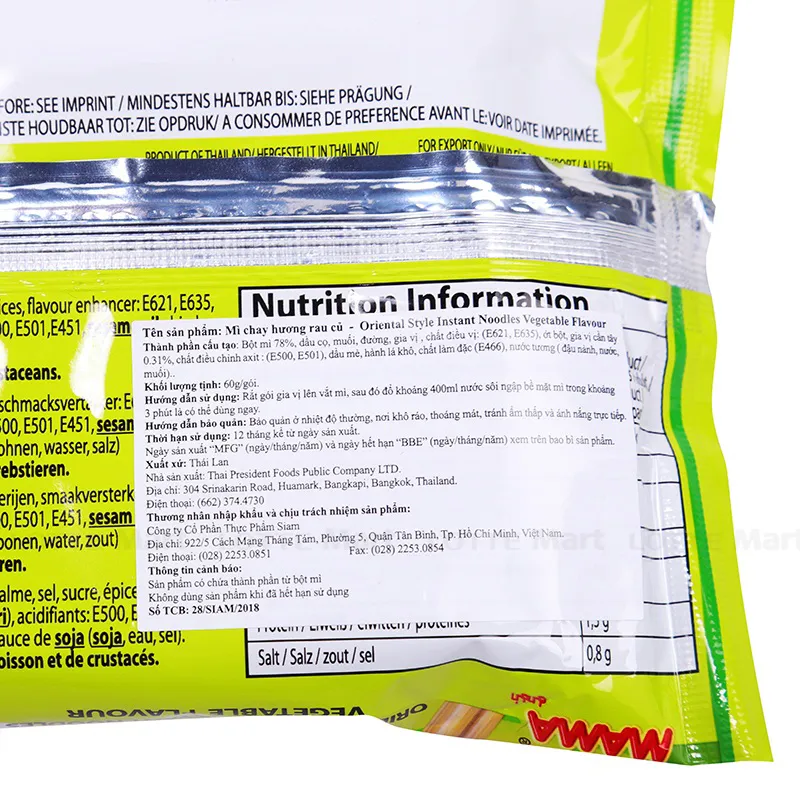 FORE: SEE IMPRINT / MINDESTENS HALTBAR BIS: SIEHE PRÄGUNG /
STE HOUDBAAR TOT: ZIE OPDRUK/ A CONSOMMER DE PREFERENCE AVANT LE: VOIR DATE IMPRIMÉE.
PRODUCT OF THAILAND/ HERGESTELLT IN THAILAND/
FOR EXPORT ONLY/ ALLEEN
ices, flavour enhancer: E621, E635,
00, E501, E451, sesam
staceans.
schmacksverstärker: E
0, E501, E451, sesam
ohnen, wasser, salz)
rebstieren.
erijen, smaakversterk
0, E501, E451, sesam
bonen, water, zout)
ren.
alme, sel, sucre, épice
ri), acidifiants: E500, E
auce de soja (soja, eau, sel).
oisson et de crustacés.
Nutrition Information
Tên sản phẩm: Mì chay hương rau củ - Oriental Style Instant Noodles Vegetable Flavour
Thành phần cấu tạo: Bột mì 78%, dầu cọ, muối, đường, gia vị , chất điều vị: (E621, E635), ớt bột, gia vị cần tây
0.31%, chất điều chỉnh axit : (E500, E501), dầu mè, hành lá khô, chất làm đặc (E466), nước tương ( đậu nành, nước,
muối)..
Khối lượng tịnh: 60g/gói.
Hướng dẫn sử dụng: Rắt gói gia vị lên vắt mì, sau đó đổ khoảng 400ml nước sôi ngập bề mặt mì trong khoảng
3 phút là có thể dùng ngay.
Hướng dẫn bảo quản: Bảo quản ở nhiệt độ thường, nơi khô ráo, thoáng mát, tránh ẩm thấp và ánh nắng trực tiếp.
Thời hạn sử dụng: 12 tháng kể từ ngày sản xuất.
Ngày sản xuất "MFG" (ngày/tháng/năm) và ngày hết hạn "BBE" (ngày/tháng/năm) xem trên bao bì sản phẩm.
Xuất xứ: Thái Lan
Nhà sản xuất: Thai President Foods Public Company LTD.
Địa chỉ: 304 Srinakarin Road, Huamark, Bangkapi, Bangkok, Thailand.
Điện thoại: (662) 374.4730
Thương nhân nhập khẩu và chịu trách nhiệm sản phẩm:
Công ty Cổ Phần Thực Phẩm Siam
Địa chỉ: 922/5 Cách Mạng Tháng Tám, Phường 5, Quận Tân Bình, Tp. Hồ Chí Minh, Việt Nam.
Điện thoại: (028) 2253.0851 Fax: (028) 2253.0854
Thông tin cảnh báo:
Sản phẩm có chứa thành phần từ bột mì
Không dùng sản phẩm khi đã hết hạn sử dụng
Số TCB: 28/SIAM/2018
Protein / Eiweiß / eiwitten / protéines 1,5 g
Salt / Salz / zout / sel 0,8 g
VEGETABLE FLAVOUR
MAMA
LOTTE Mart